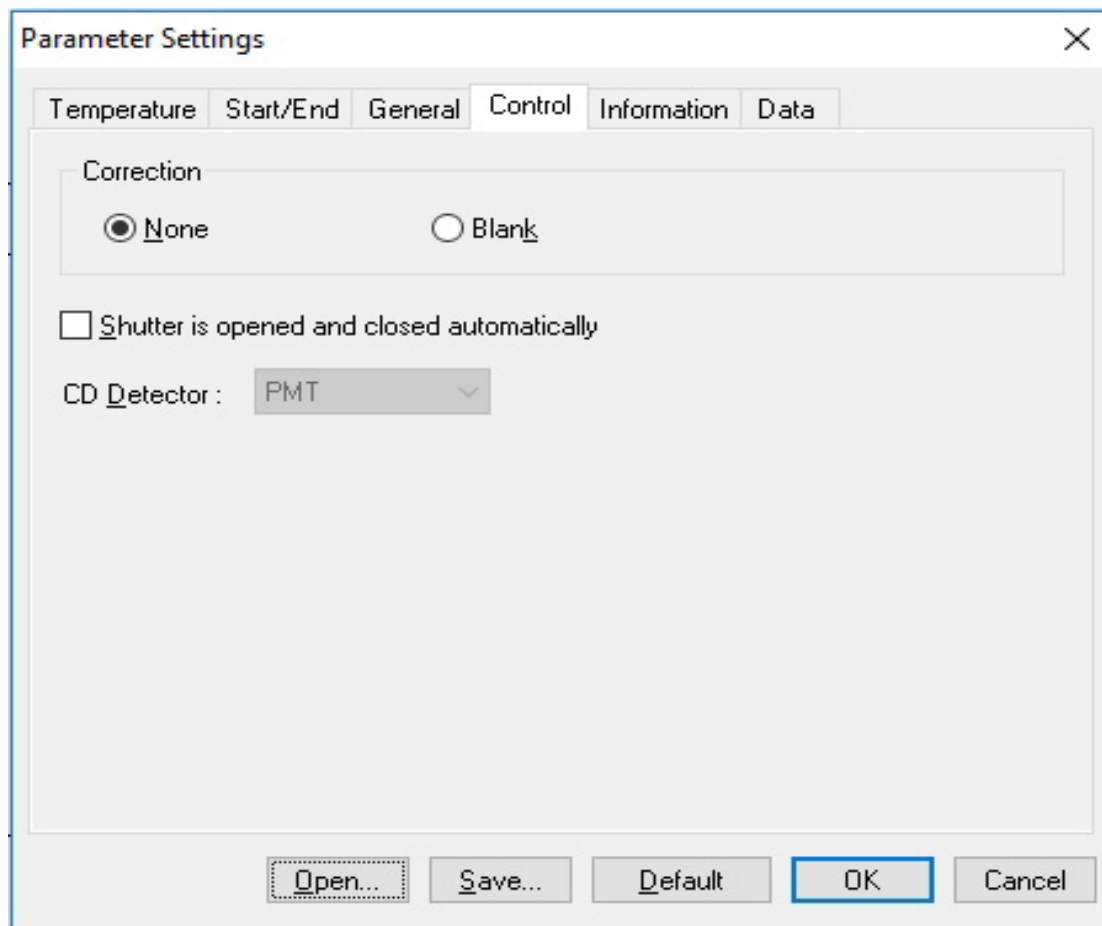 Parameter Settings
Temperature Start/End General Control Information Data
Correction
None Blank
Shutter is opened and closed automatically
CD Detector : PMT
Open... Save... Default OK Cancel